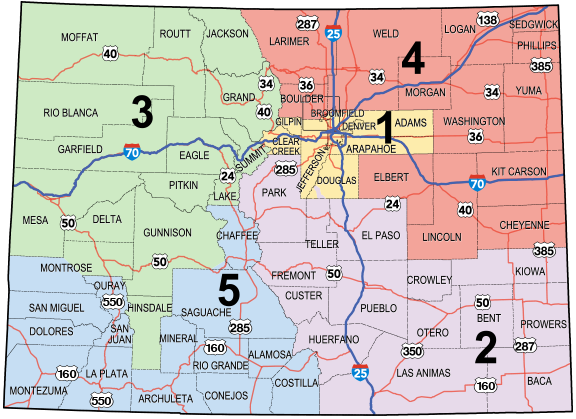 MOFFAT
ROUTT
JACKSON
LARIMER
287
25
WELD
LOGAN
138
SEDGWICK
PHILLIPS
385
40
34
36
34
4
MORGAN
34
YUMA
RIO BLANCA
3
GRAND
40
BOULDER
BROOMFIELD
GILPIN
DENVER
1
ADAMS
WASHINGTON
36
GARFIELD
70
EAGLE
SUMMIT
CLEAR
CREEK
JEFFERSON
ARAPAHOE
285
DOUGLAS
ELBERT
70
KIT CARSON
PITKIN
24
LAKE
PARK
24
40
LINCOLN
CHEYENNE
MESA
50
DELTA
GUNNISON
50
CHAFFEE
TELLER
EL PASO
385
KIOWA
MONTROSE
OURAY
550
HINSDALE
5
SAGUACHE
285
FREMONT
50
CUSTER
PUEBLO
CROWLEY
50
BENT
PROWERS
SAN MIGUEL
DOLORES
SAN
JUAN
MINERAL
160
RIO GRANDE
ALAMOSA
HUERFANO
OTERO
350
2
287
MONTEZUMA
160
LA PLATA
550
ARCHULETA
CONEJOS
COSTILLA
25
LAS ANIMAS
160
BACA